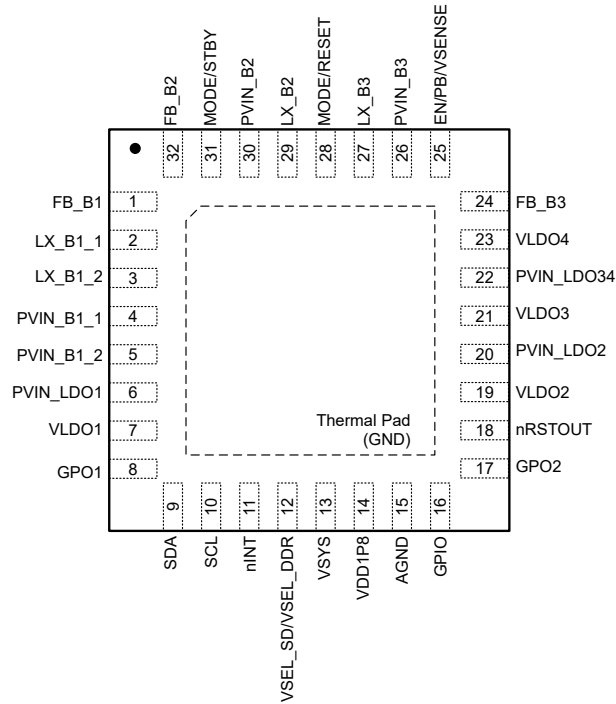 FB_B2
MODE/STBY
PVIN_B2
LX_B2
MODE/RESET
LX_B3
PVIN_B3
EN/PB/VSENSE
32
31
30
29
28
27
26
25
FB_B1 1
LX_B1_1 2
LX_B1_2 3
PVIN_B1_1 4
PVIN_B1_2 5
PVIN_LDO1 6
VLDO1 7
GPO1 8
24 FB_B3
23 VLDO4
22 PVIN_LDO34
21 VLDO3
20 PVIN_LDO2
19 VLDO2
18 nRSTOUT
17 GPO2
Thermal Pad
(GND)
9
10
11
12
13
14
15
16
SDA
SCL
nINT
VSEL_SD/VSEL_DDR
VSYS
VDD1P8
AGND
GPIO